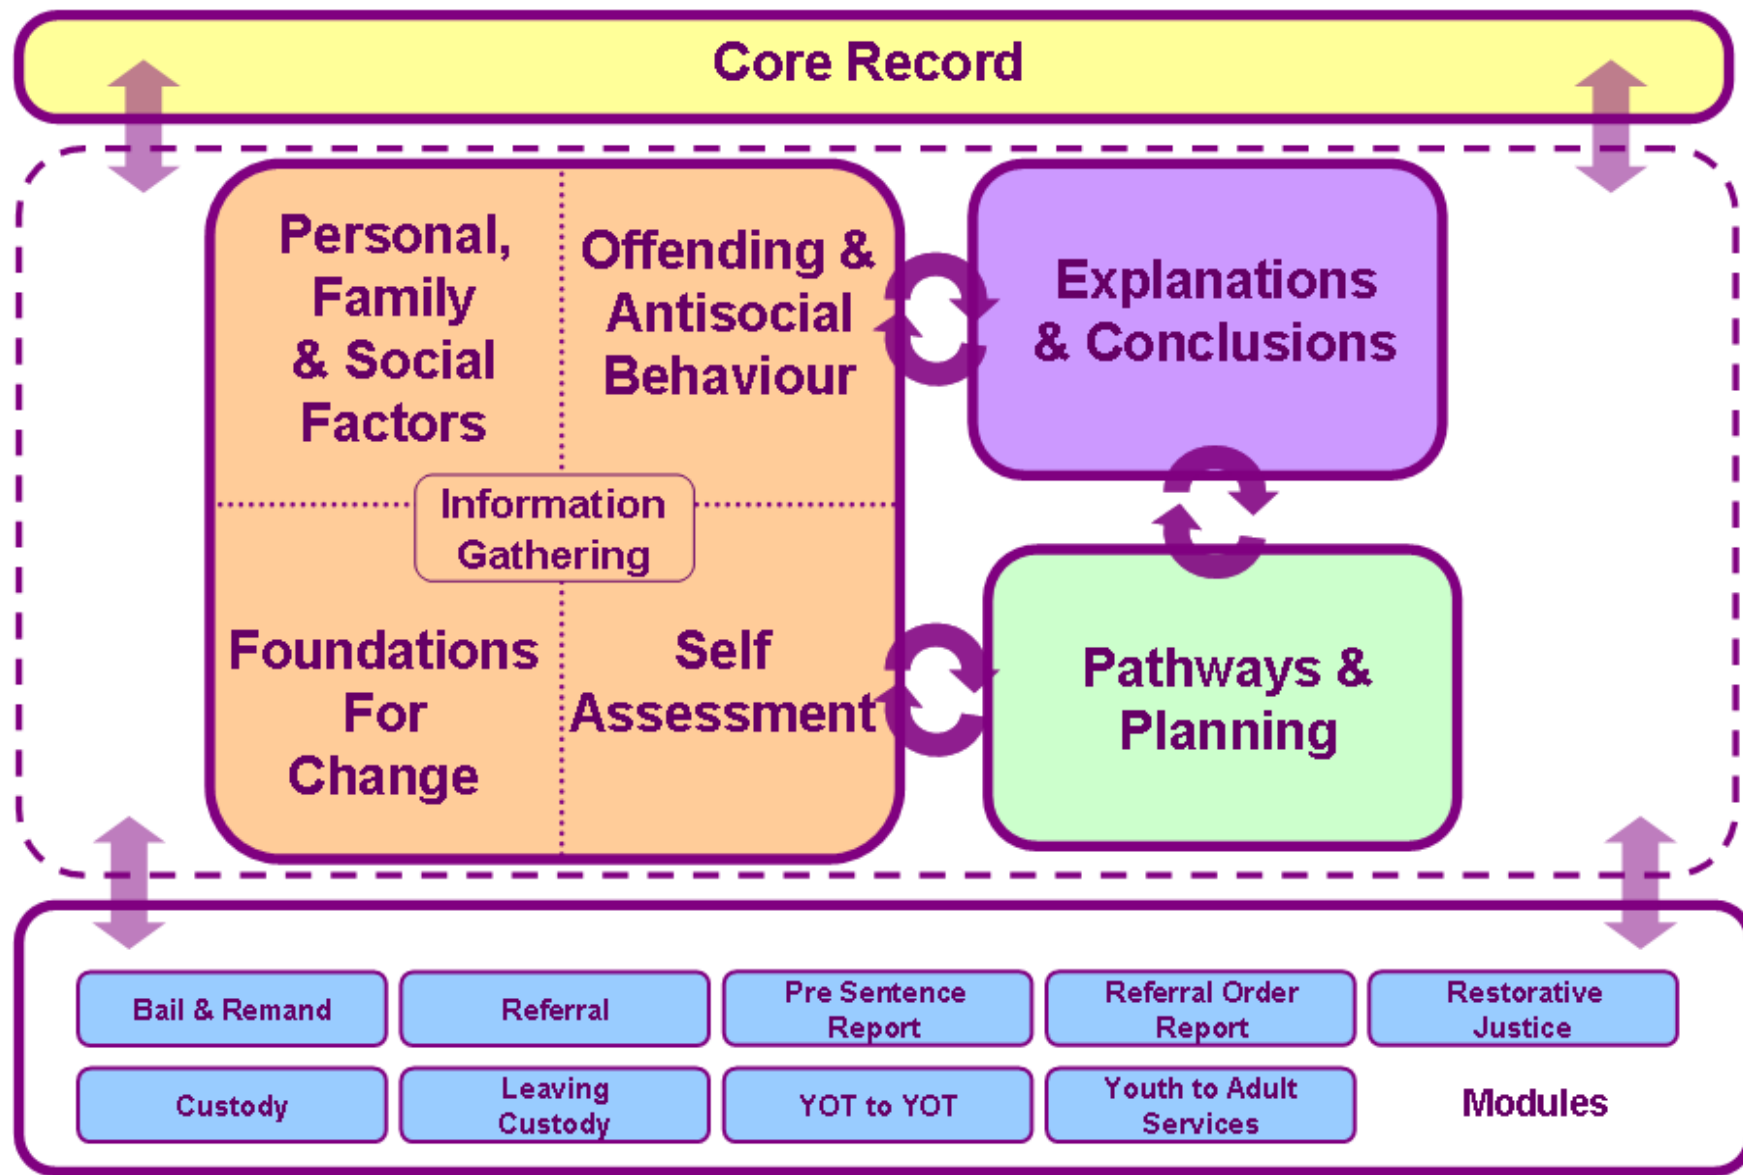 Core Record
Personal,
Family
& Social
Factors
Offending &
Antisocial
Behaviour
Explanations
& Conclusions
Information
Gathering
Foundations
For
Change
Self
Assessment
Pathways &
Planning
Bail & Remand
Referral
Pre Sentence
Report
Referral Order
Report
Restorative
Justice
Custody
Leaving
Custody
YOT to YOT
Youth to Adult
Services
Modules